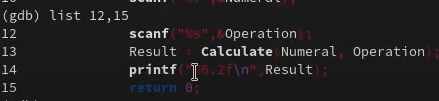 (gdb) list 12,15
12 scanf("%s",&Operation);
13 Result = Calculate(Numeral, Operation);
14 printf("%6.2f\n",Result);
15 return 0;